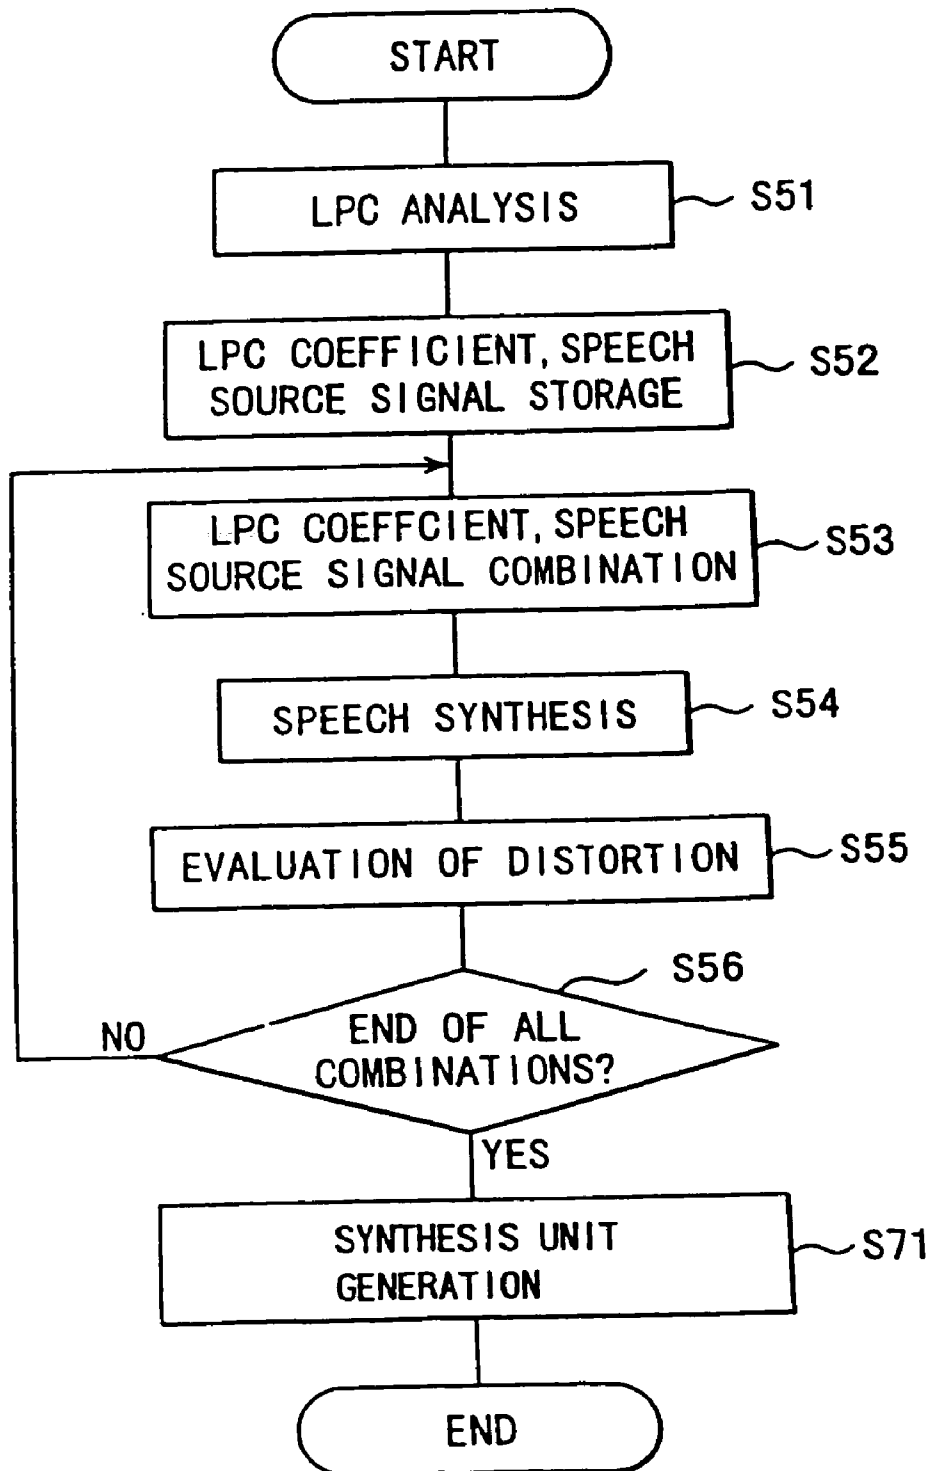 START
LPC ANALYSIS
S51
LPC COEFFICIENT, SPEECH
SOURCE SIGNAL STORAGE
S52
LPC COEFFCIENT, SPEECH
SOURCE SIGNAL COMBINATION
S53
SPEECH SYNTHESIS
S54
EVALUATION OF DISTORTION
S55
S56
END OF ALL
COMBINATIONS?
NO
YES
SYNTHESIS UNIT
GENERATION
S71
END